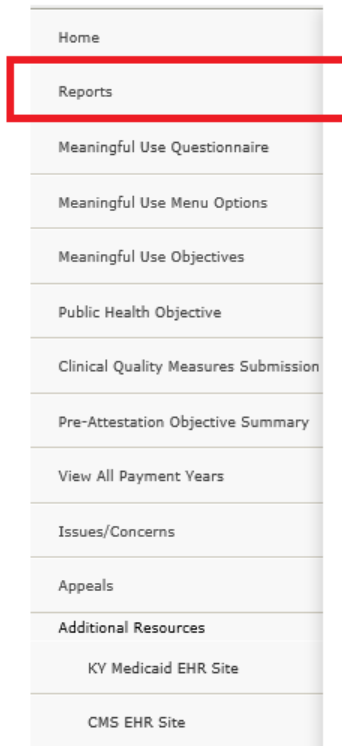 Home
Reports
Meaningful Use Questionnaire
Meaningful Use Menu Options
Meaningful Use Objectives
Public Health Objective
Clinical Quality Measures Submission
Pre-Attestation Objective Summary
View All Payment Years
Issues/Concerns
Appeals
Additional Resources
KY Medicaid EHR Site
CMS EHR Site